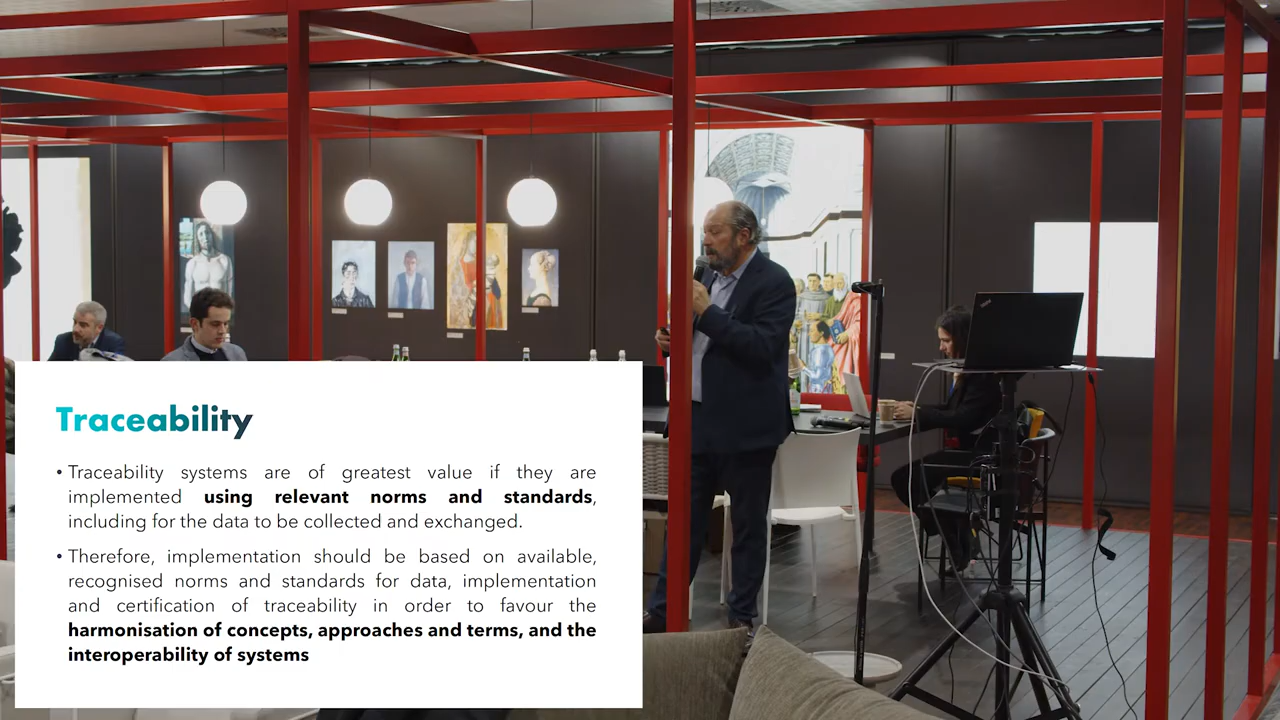 Traceability
• Traceability systems are of greatest value if they are
implemented using relevant norms and standards,
including for the data to be collected and exchanged.
• Therefore, implementation should be based on available,
recognised norms and standards for data, implementation
and certification of traceability in order to favour the
harmonisation of concepts, approaches and terms, and the
interoperability of systems